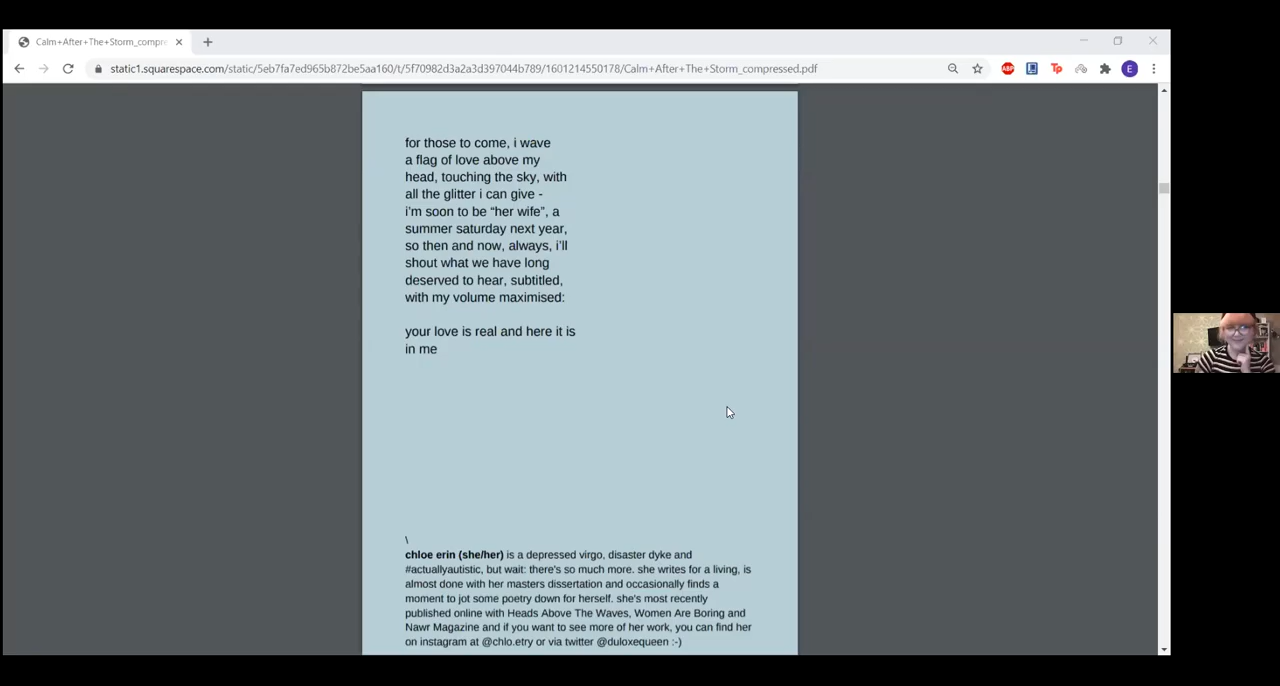 Calm+After+The+Storm_compre
static1.squarespace.com/static/5eb7fa7ed965b872be5aa160/t/5f70982d3a2a3d397044b789/1601214550178/Calm+After+The+Storm_compressed.pdf
ABP
Tp
E
for those to come, i wave
a flag of love above my
head, touching the sky, with
all the glitter i can give -
i'm soon to be “her wife”, a
summer saturday next year,
so then and now, always, i'll
shout what we have long
deserved to hear, subtitled,
with my volume maximised:
your love is real and here it is
in me
\
chloe erin (she/her) is a depressed virgo, disaster dyke and
#actuallyautistic, but wait: there's so much more. she writes for a living, is
almost done with her masters dissertation and occasionally finds a
moment to jot some poetry down for herself. she's most recently
published online with Heads Above The Waves, Women Are Boring and
Nawr Magazine and if you want to see more of her work, you can find her
on instagram at @chlo.etry or via twitter @duloxequeen :-)